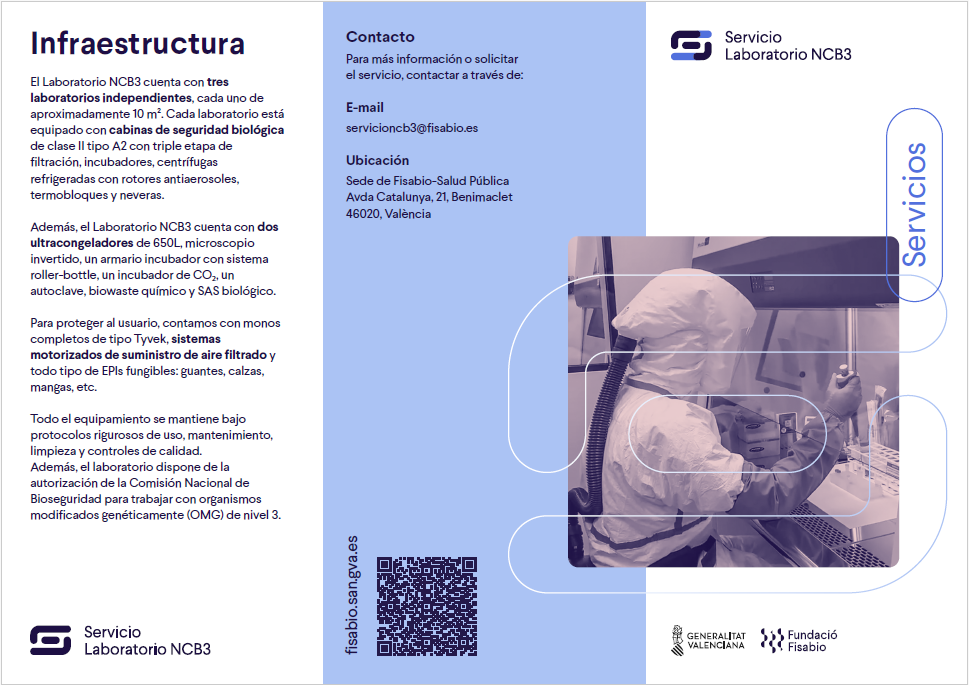 Infraestructura
El Laboratorio NCB3 cuenta con tres
laboratorios independientes, cada uno de
aproximadamente 10 m². Cada laboratorio está
equipado con cabinas de seguridad biológica
de clase II tipo A2 con triple etapa de
filtración, incubadores, centrífugas
refrigeradas con rotores antiaerosoles,
termobloques y neveras.
Además, el Laboratorio NCB3 cuenta con dos
ultracongeladores de 650L, microscopio
invertido, un armario incubador con sistema
roller-bottle, un incubador de CO₂, un
autoclave, biowaste químico y SAS biológico.
Para proteger al usuario, contamos con monos
completos de tipo Tyvek, sistemas
motorizados de suministro de aire filtrado y
todo tipo de EPIs fungibles: guantes, calzas,
mangas, etc.
Todo el equipamiento se mantiene bajo
protocolos rigurosos de uso, mantenimiento,
limpieza y controles de calidad.
Además, el laboratorio dispone de la
autorización de la Comisión Nacional de
Bioseguridad para trabajar con organismos
modificados genéticamente (OMG) de nivel 3.
Servicio
Laboratorio NCB3
Contacto
Para más información o solicitar
el servicio, contactar a través de:
E-mail
servicioncb3@fisabio.es
Ubicación
Sede de Fisabio-Salud Pública
Avda Catalunya, 21, Benimaclet
46020, València
fisabio.san.gva.es
Servicio
Laboratorio NCB3
Servicios
GENERALITAT
VALENCIANA
Fundació
Fisabio